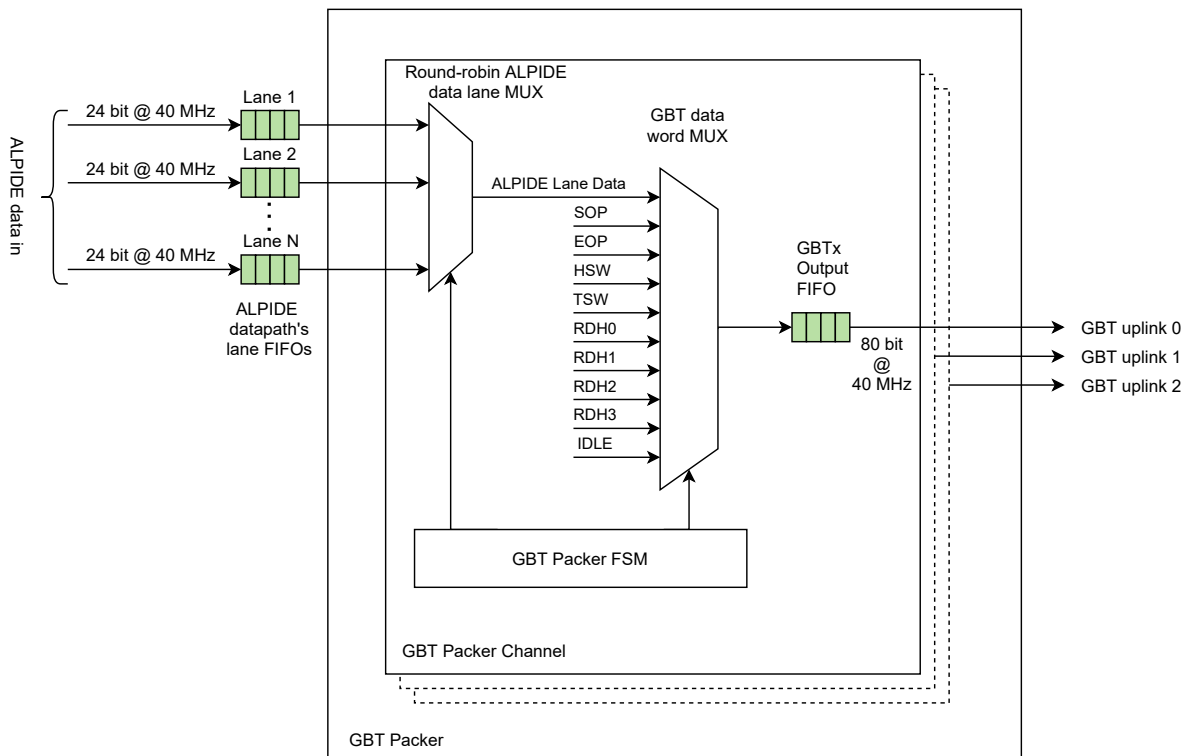 Round-robin ALPIDE
data lane MUX
GBT data
word MUX
ALPIDE data in
24 bit @ 40 MHz
Lane 1
24 bit @ 40 MHz
Lane 2
24 bit @ 40 MHz
Lane N
ALPIDE
datapath's
lane FIFOs
ALPIDE Lane Data
SOP
EOP
HSW
TSW
RDH0
RDH1
RDH2
RDH3
IDLE
GBTx
Output
FIFO
80 bit
@
40 MHz
GBT uplink 0
GBT uplink 1
GBT uplink 2
GBT Packer FSM
GBT Packer Channel
GBT Packer